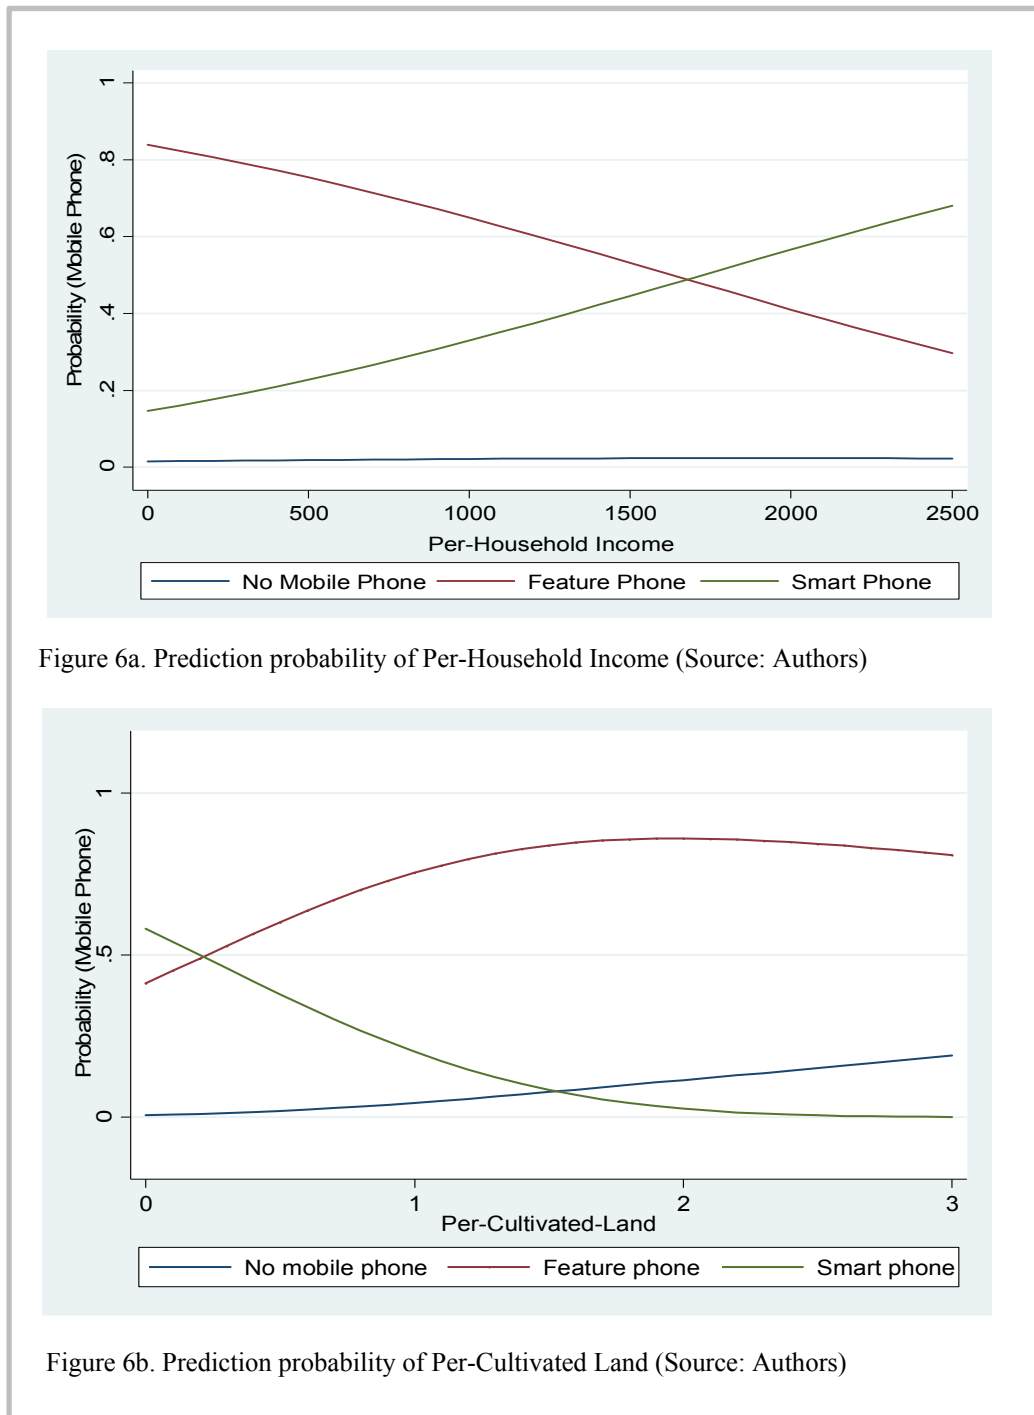 1
.8
.6
.4
.2
0
Probability (Mobile Phone)
0 500 1000 1500 2000 2500
Per-Household Income
No Mobile Phone Feature Phone Smart Phone
Figure 6a. Prediction probability of Per-Household Income (Source: Authors)
1
.5
0
Probability (Mobile Phone)
0 1 2 3
Per-Cultivated-Land
No mobile phone Feature phone Smart phone
Figure 6b. Prediction probability of Per-Cultivated Land (Source: Authors)